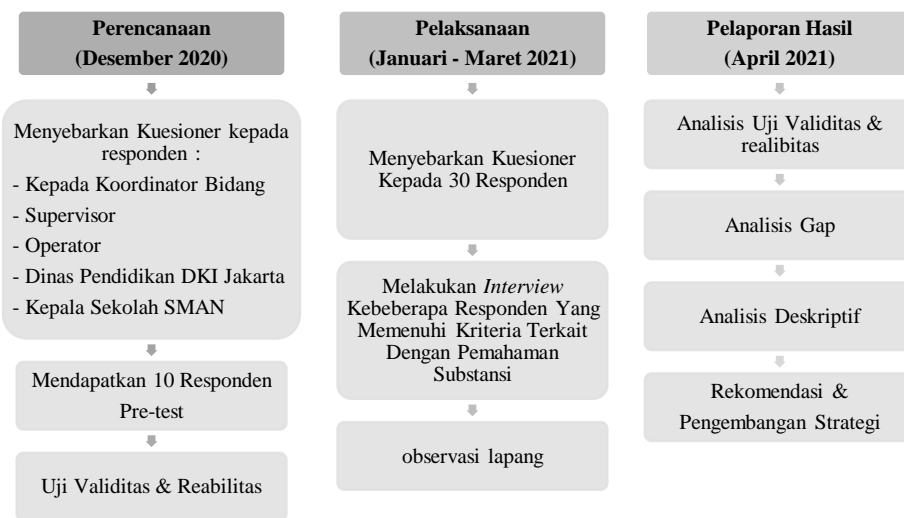 Perencanaan
(Desember 2020)
Menyebarkan Kuesioner kepada
responden :
- Kepada Koordinator Bidang
- Supervisor
- Operator
- Dinas Pendidikan DKI Jakarta
- Kepala Sekolah SMAN
Mendapatkan 10 Responden
Pre-test
Uji Validitas & Reabilitas
Pelaksanaan
(Januari - Maret 2021)
Menyebarkan Kuesioner
Kepada 30 Responden
Melakukan Interview
Kebeberapa Responden Yang
Memenuhi Kriteria Terkait
Dengan Pemahaman
Substansi
observasi lapang
Pelaporan Hasil
(April 2021)
Analisis Uji Validitas &
realibitas
Analisis Gap
Analisis Deskriptif
Rekomendasi &
Pengembangan Strategi